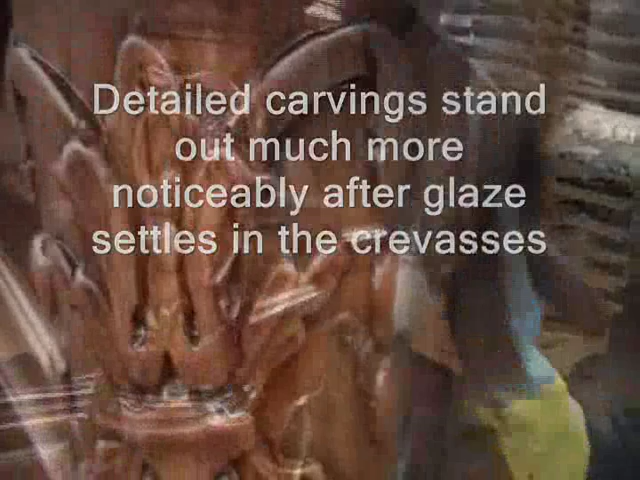 Detailed carvings stand
out much more
noticeably after glaze
settles in the crevasses